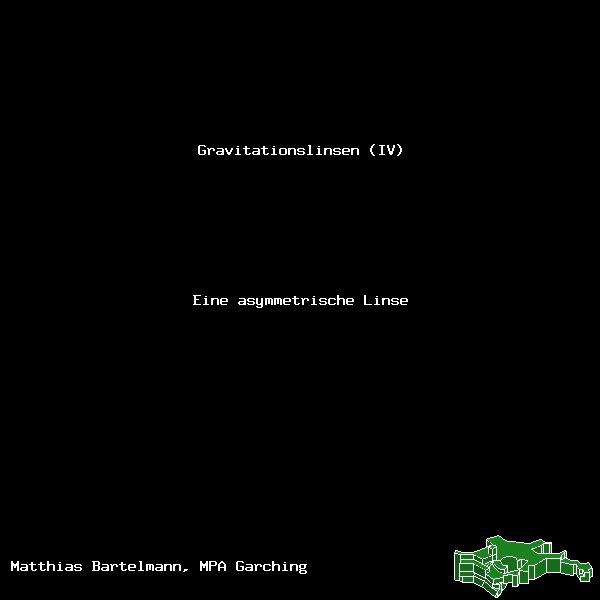 Gravitationslinsen (IV)
Eine asymmetrische Linse
Matthias Bartelmann, MPA Garching